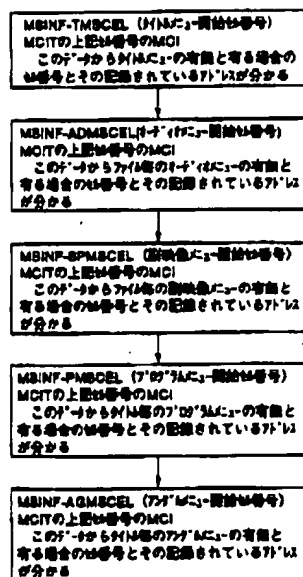 MSINF-TMSCEL (ﾀｲﾄﾙﾒﾆｭｰ開始ｾﾙ番号)
MCITの上記ｾﾙ番号のMCI
このﾃﾞｰﾀからﾀｲﾄﾙﾒﾆｭｰの有無と有る場合の
ｾﾙ番号とその記録されているｱﾄﾞﾚｽが分かる
MSINF-ADMSCEL(ｵｰﾃﾞｨｵﾒﾆｭｰ開始ｾﾙ番号)
MCITの上記ｾﾙ番号のMCI
このﾃﾞｰﾀからﾌｧｲﾙ毎のｵｰﾃﾞｨｵﾒﾆｭｰの有無と
有る場合のｾﾙ番号とその記録されているｱﾄﾞﾚｽ
が分かる
MSINF-SPMSCEL (副映像ﾒﾆｭｰ開始ｾﾙ番号)
MCITの上記ｾﾙ番号のMCI
このﾃﾞｰﾀからﾌｧｲﾙ毎の副映像ﾒﾆｭｰの有無と
有る場合のｾﾙ番号とその記録されているｱﾄﾞﾚｽ
が分かる
MSINF-PMSCEL (ﾌﾟﾛｸﾞﾗﾑﾒﾆｭｰ開始ｾﾙ番号)
MCITの上記ｾﾙ番号のMCI
このﾃﾞｰﾀからﾀｲﾄﾙ毎のﾌﾟﾛｸﾞﾗﾑﾒﾆｭｰの有無と
有る場合のｾﾙ番号とその記録されているｱﾄﾞﾚｽ
が分かる
MSINF-AGMSCEL (ｱﾝｸﾞﾙﾒﾆｭｰ開始ｾﾙ番号)
MCITの上記ｾﾙ番号のMCI
このﾃﾞｰﾀからﾀｲﾄﾙ毎のｱﾝｸﾞﾙﾒﾆｭｰの有無と
有る場合のｾﾙ番号とその記録されているｱﾄﾞﾚｽ
が分かる